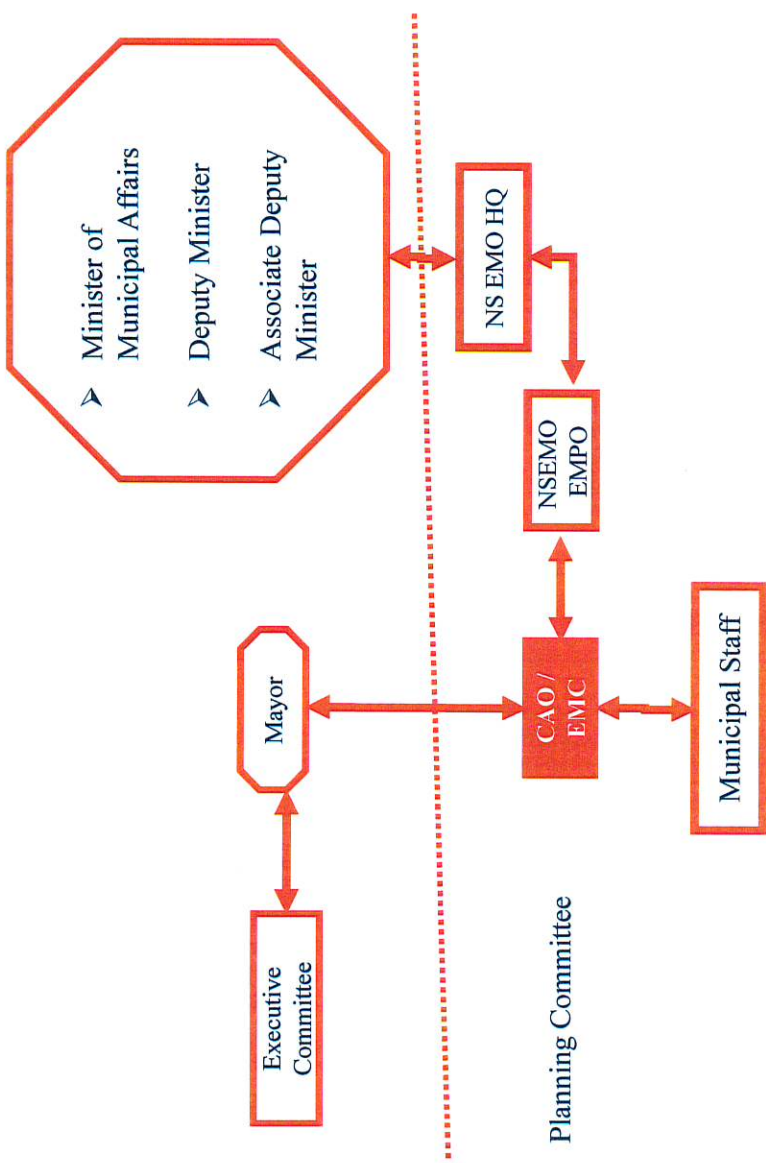 Executive
Committee
Mayor
➢ Minister of
Municipal Affairs
➢ Deputy Minister
➢ Associate Deputy
Minister
Planning Committee
CAO /
EMC
NSEMO
EMPO
NS EMO HQ
Municipal Staff